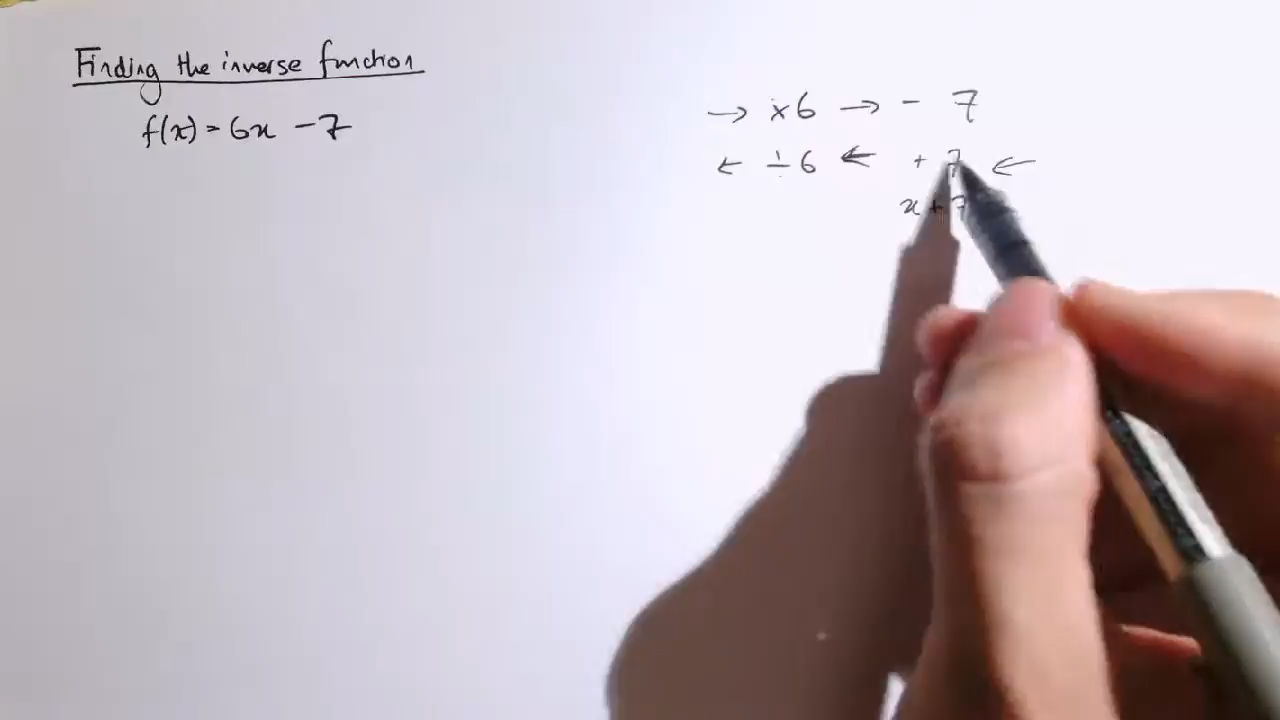 Finding the inverse function
f(x) = 6x - 7
→ ×6 → - 7
← ÷6 ← + 7 ←
x + 7